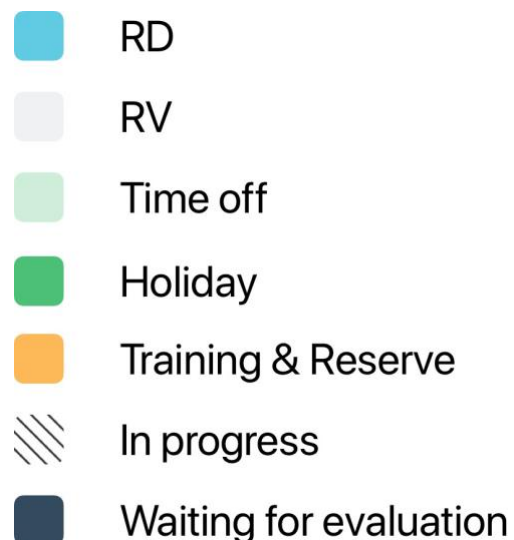 RD
RV
Time off
Holiday
Training & Reserve
In progress
Waiting for evaluation